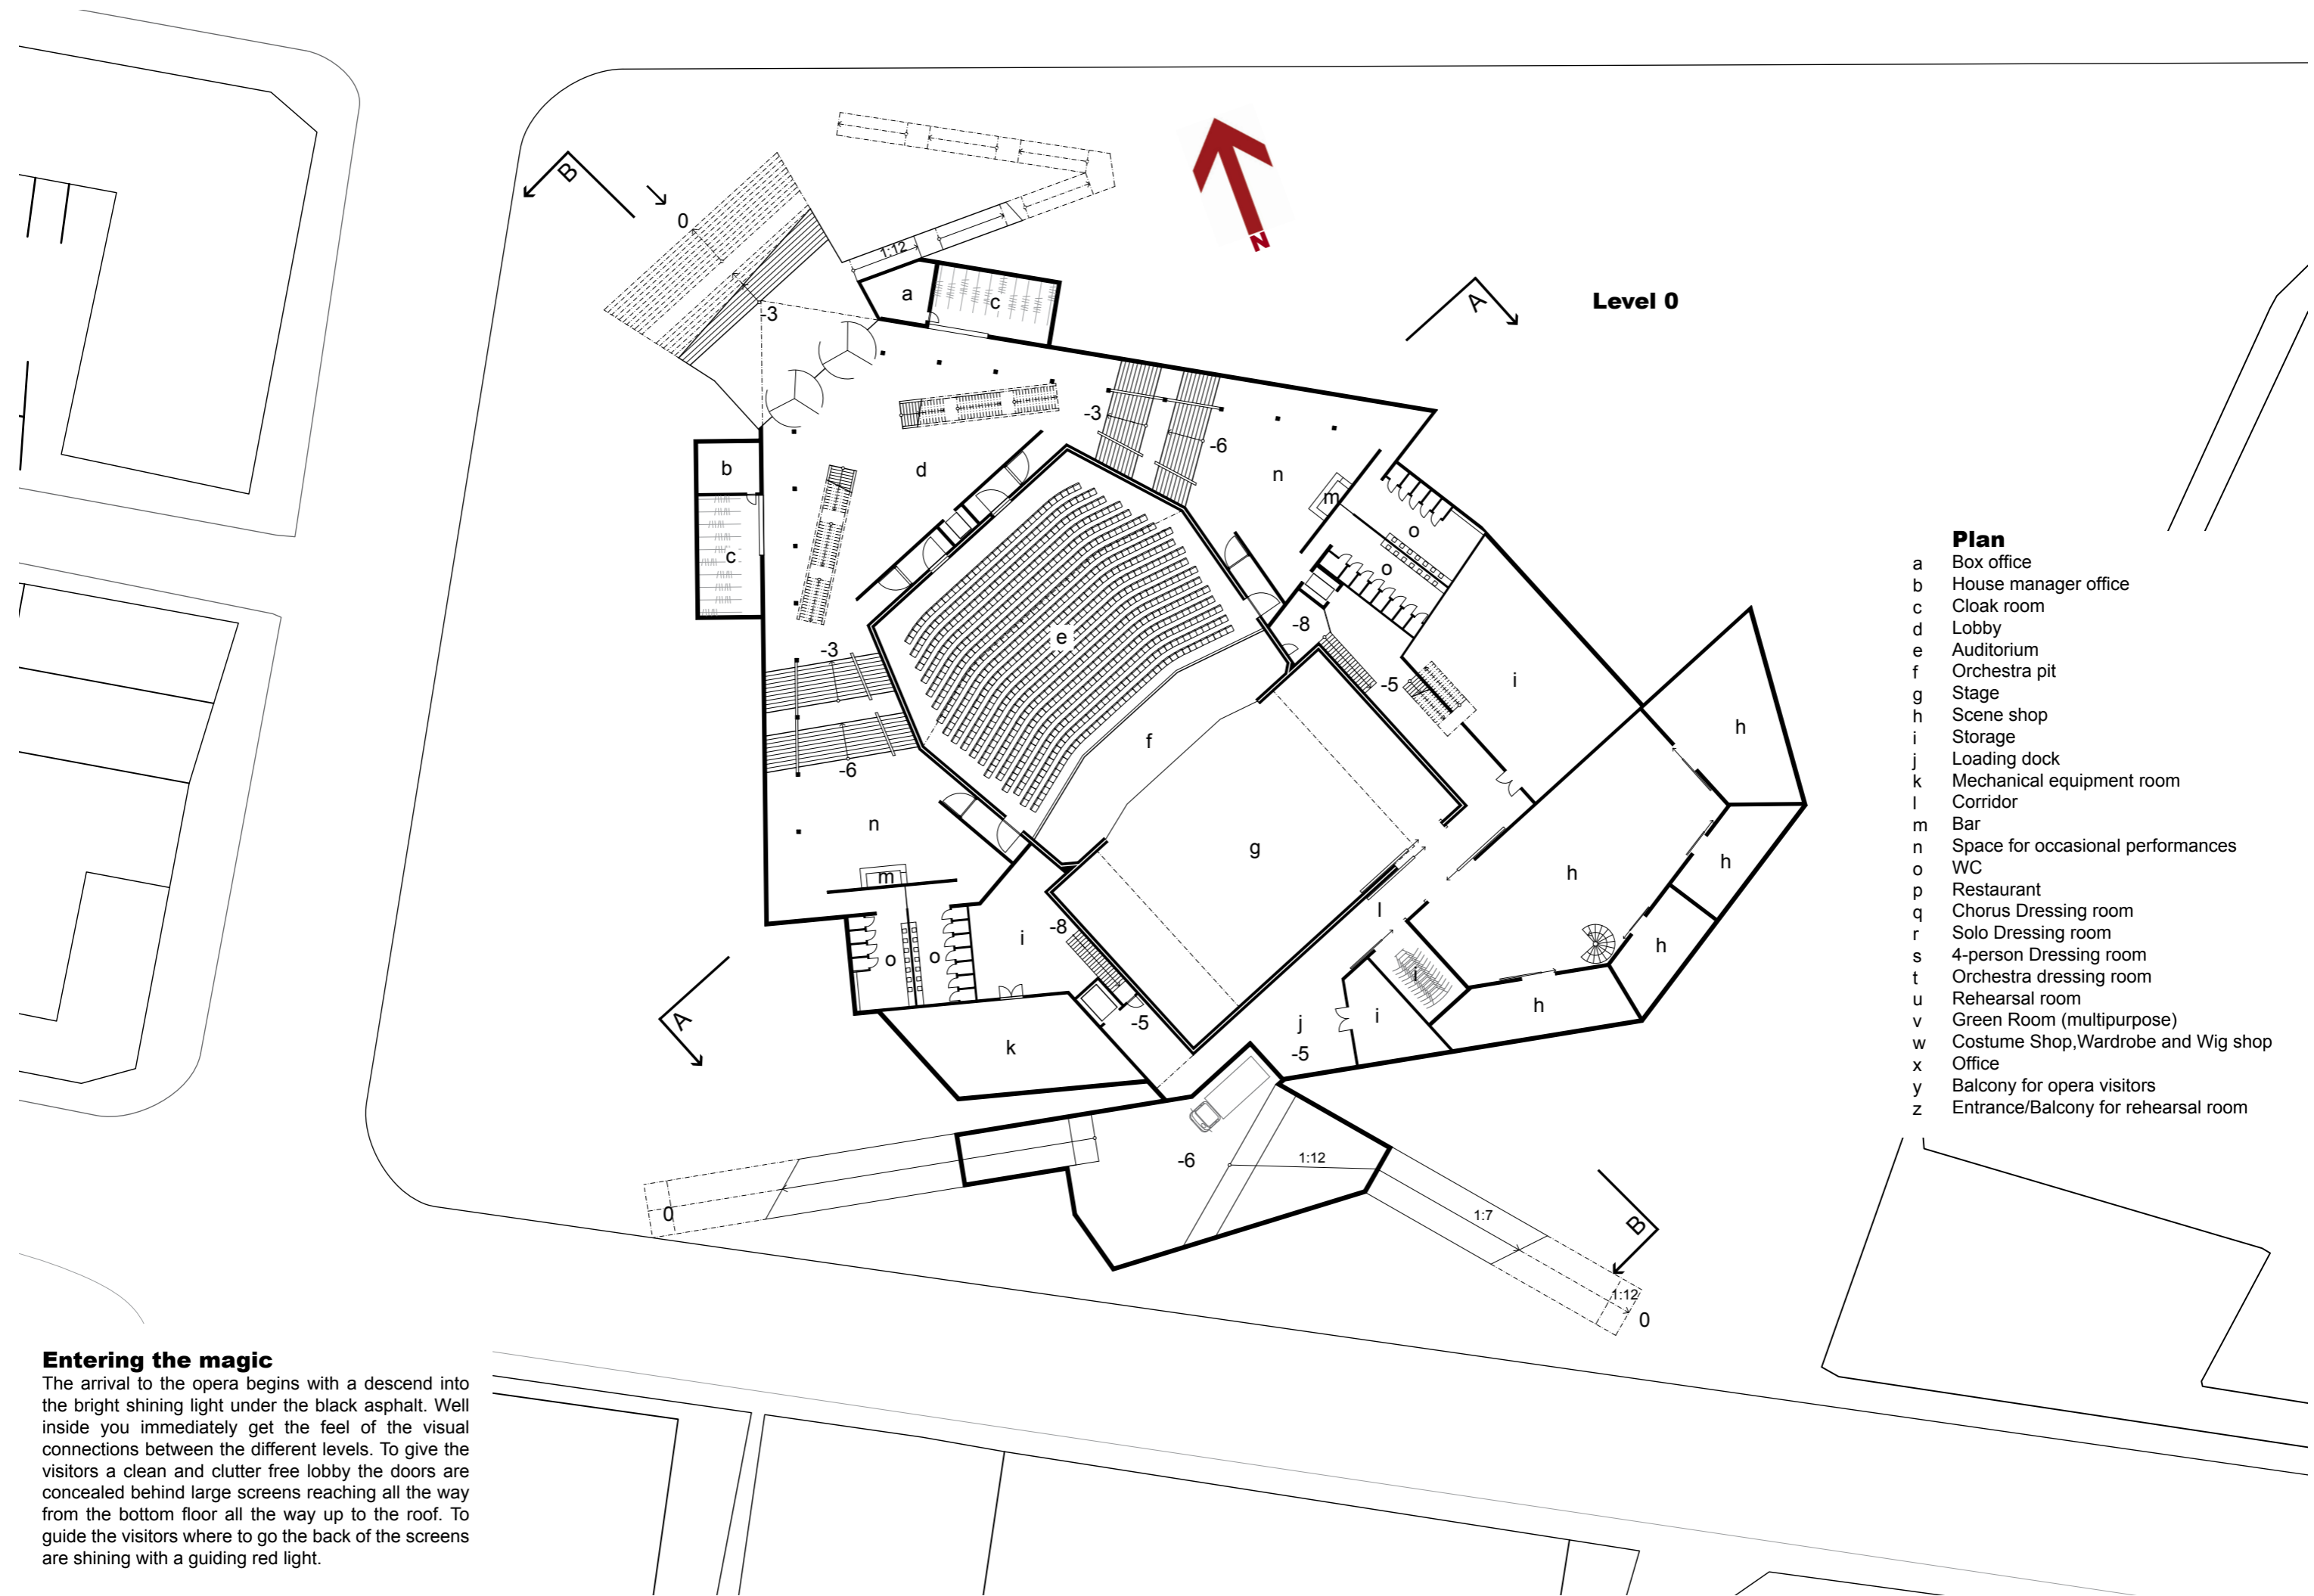 B
0
N
1:12
a
c
A
Level 0
-3
-3
-6
b
d
n
m
o
c
o
e
-8
-3
-5
i
h
f
-6
n
g
h
h
m
l
-8
i
h
o
o
i
h
-5
j
i
k
-5
A
-6
1:12
0
1:7
B
1:12
0
Plan
a Box office
b House manager office
c Cloak room
d Lobby
e Auditorium
f Orchestra pit
g Stage
h Scene shop
i Storage
j Loading dock
k Mechanical equipment room
l Corridor
m Bar
n Space for occasional performances
o WC
p Restaurant
q Chorus Dressing room
r Solo Dressing room
s 4-person Dressing room
t Orchestra dressing room
u Rehearsal room
v Green Room (multipurpose)
w Costume Shop,Wardrobe and Wig shop
x Office
y Balcony for opera visitors
z Entrance/Balcony for rehearsal room
Entering the magic
The arrival to the opera begins with a descend into
the bright shining light under the black asphalt. Well
inside you immediately get the feel of the visual
connections between the different levels. To give the
visitors a clean and clutter free lobby the doors are
concealed behind large screens reaching all the way
from the bottom floor all the way up to the roof. To
guide the visitors where to go the back of the screens
are shining with a guiding red light.